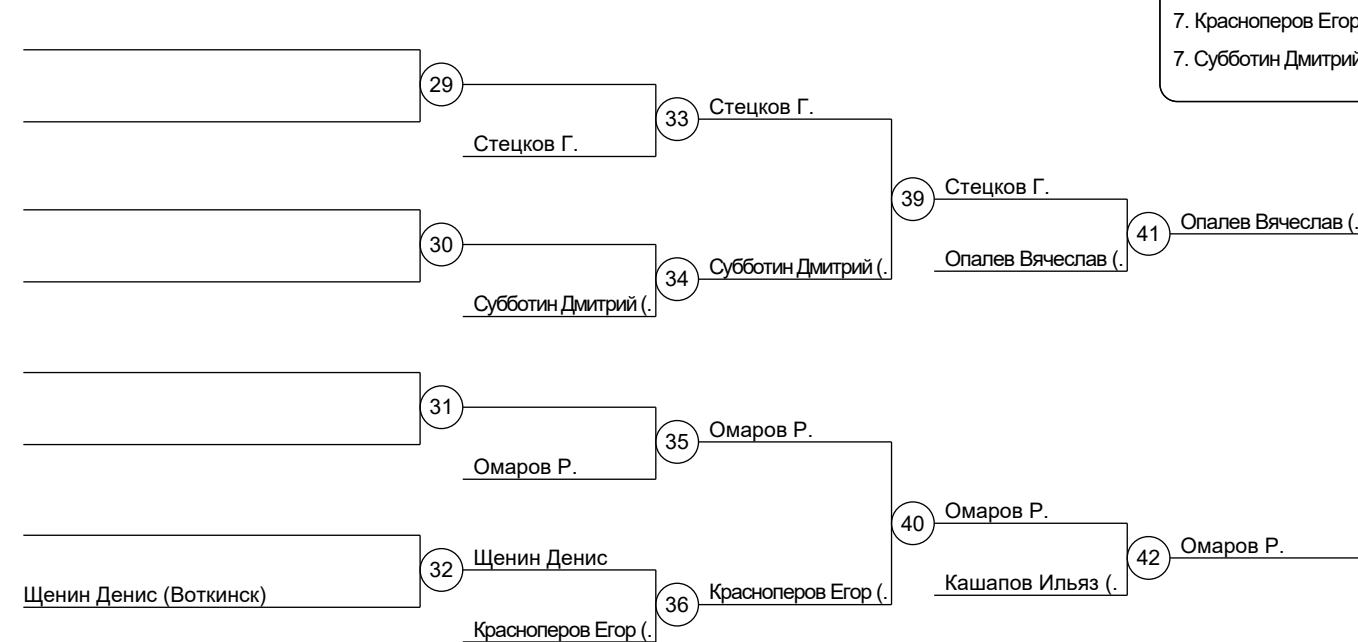 7. Красноперов Егор
7. Субботин Дмитрий
29
33
Стецков Г.
Стецков Г.
39
Стецков Г.
30
34
Субботин Дмитрий (.
Субботин Дмитрий (.
Опалев Вячеслав (.
41
Опалев Вячеслав (.
31
35
Омаров Р.
Омаров Р.
40
Омаров Р.
32
Щенин Денис
Щенин Денис (Воткинск)
36
Красноперов Егор (.
Красноперов Егор (.
Кашапов Ильяз (.
42
Омаров Р.